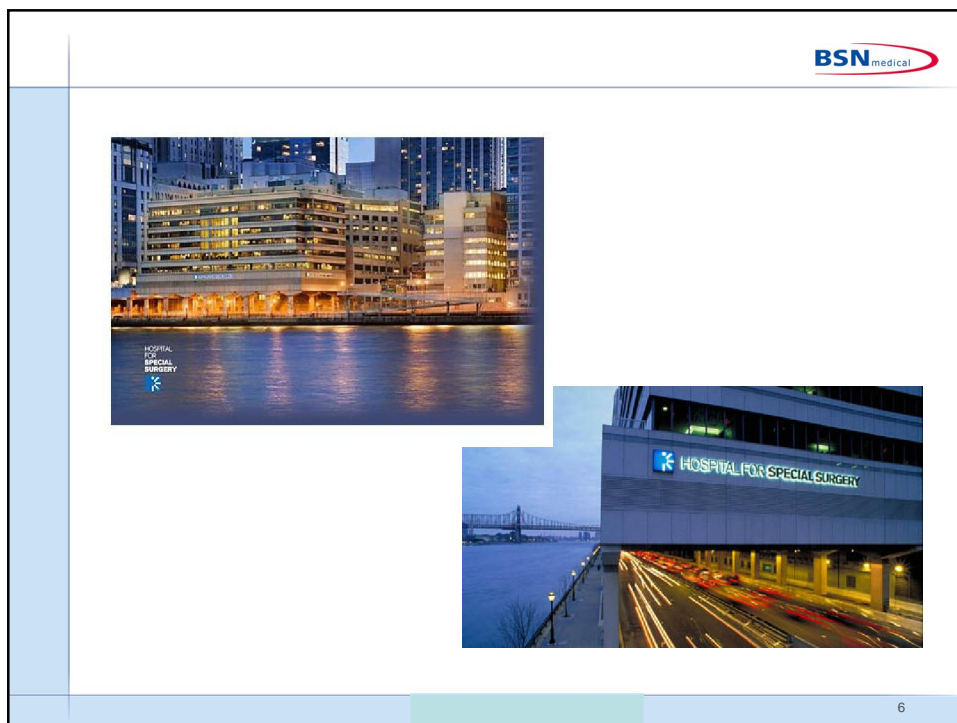 BSN medical
HOSPITAL
FOR
SPECIAL
SURGERY
HOSPITAL FOR SPECIAL SURGERY
6